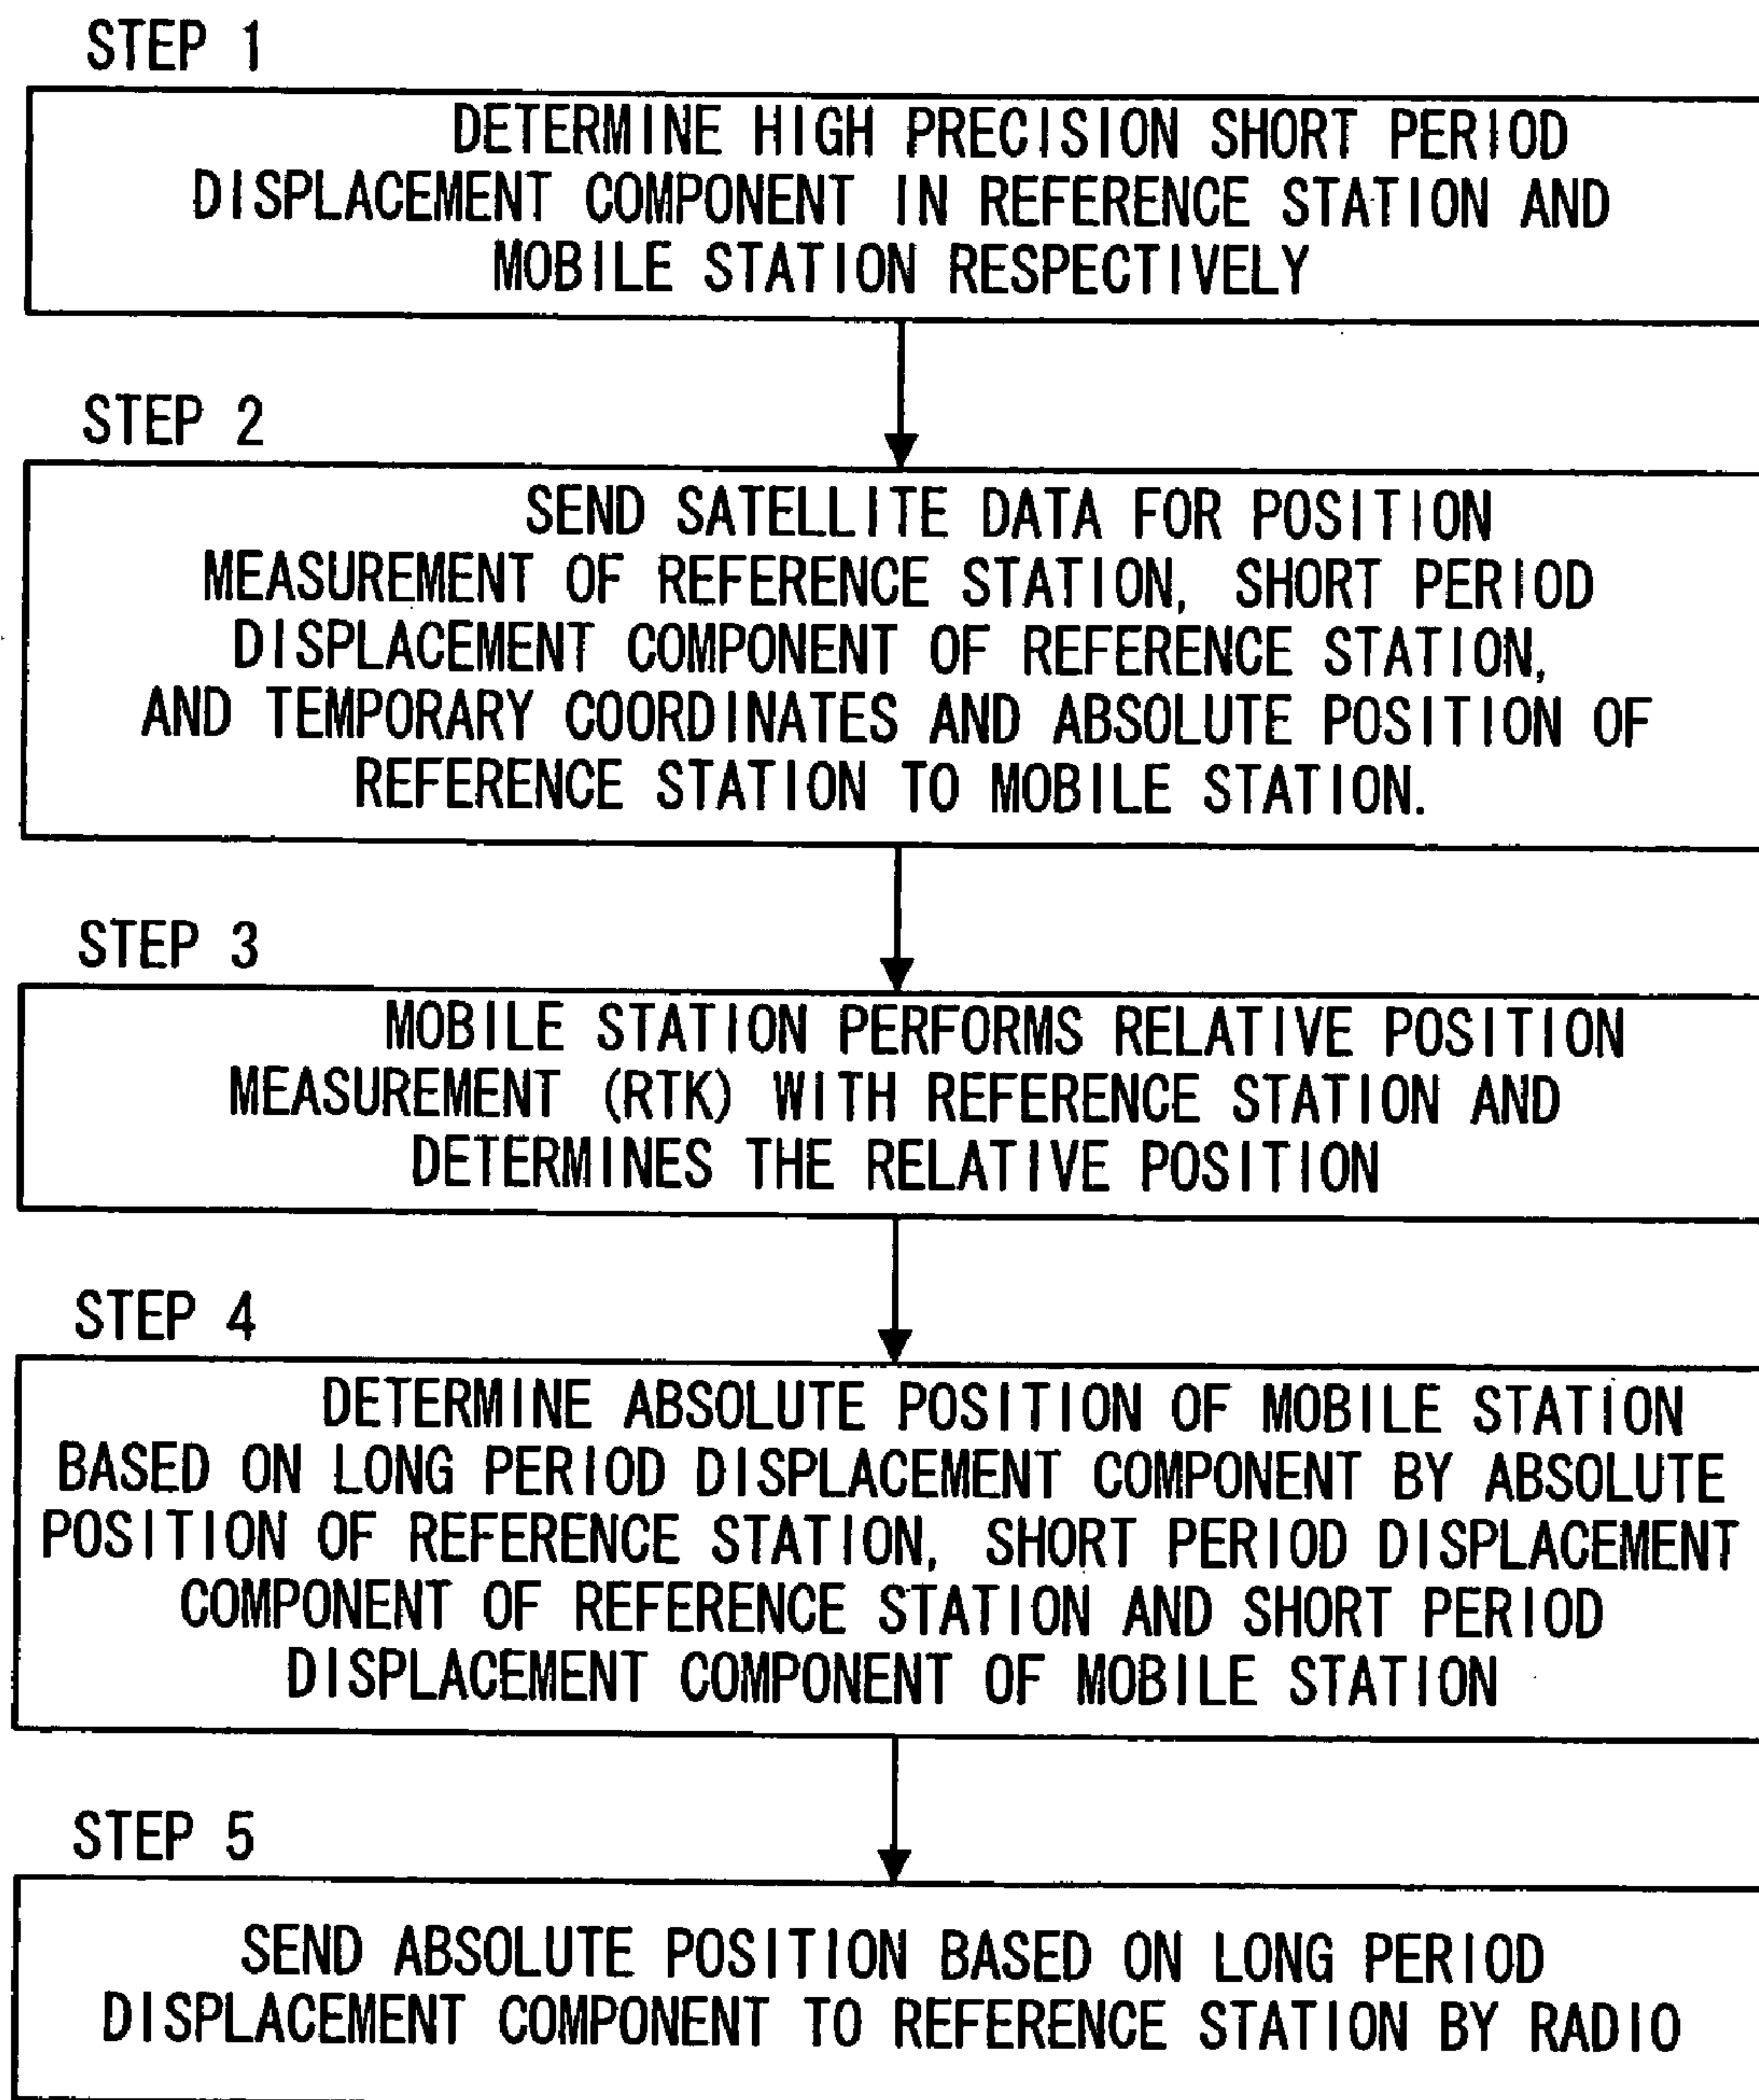 STEP 1
DETERMINE HIGH PRECISION SHORT PERIOD
DISPLACEMENT COMPONENT IN REFERENCE STATION AND
MOBILE STATION RESPECTIVELY
STEP 2
SEND SATELLITE DATA FOR POSITION
MEASUREMENT OF REFERENCE STATION, SHORT PERIOD
DISPLACEMENT COMPONENT OF REFERENCE STATION,
AND TEMPORARY COORDINATES AND ABSOLUTE POSITION OF
REFERENCE STATION TO MOBILE STATION.
STEP 3
MOBILE STATION PERFORMS RELATIVE POSITION
MEASUREMENT (RTK) WITH REFERENCE STATION AND
DETERMINES THE RELATIVE POSITION
STEP 4
DETERMINE ABSOLUTE POSITION OF MOBILE STATION
BASED ON LONG PERIOD DISPLACEMENT COMPONENT BY ABSOLUTE
POSITION OF REFERENCE STATION, SHORT PERIOD DISPLACEMENT
COMPONENT OF REFERENCE STATION AND SHORT PERIOD
DISPLACEMENT COMPONENT OF MOBILE STATION
STEP 5
SEND ABSOLUTE POSITION BASED ON LONG PERIOD
DISPLACEMENT COMPONENT TO REFERENCE STATION BY RADIO